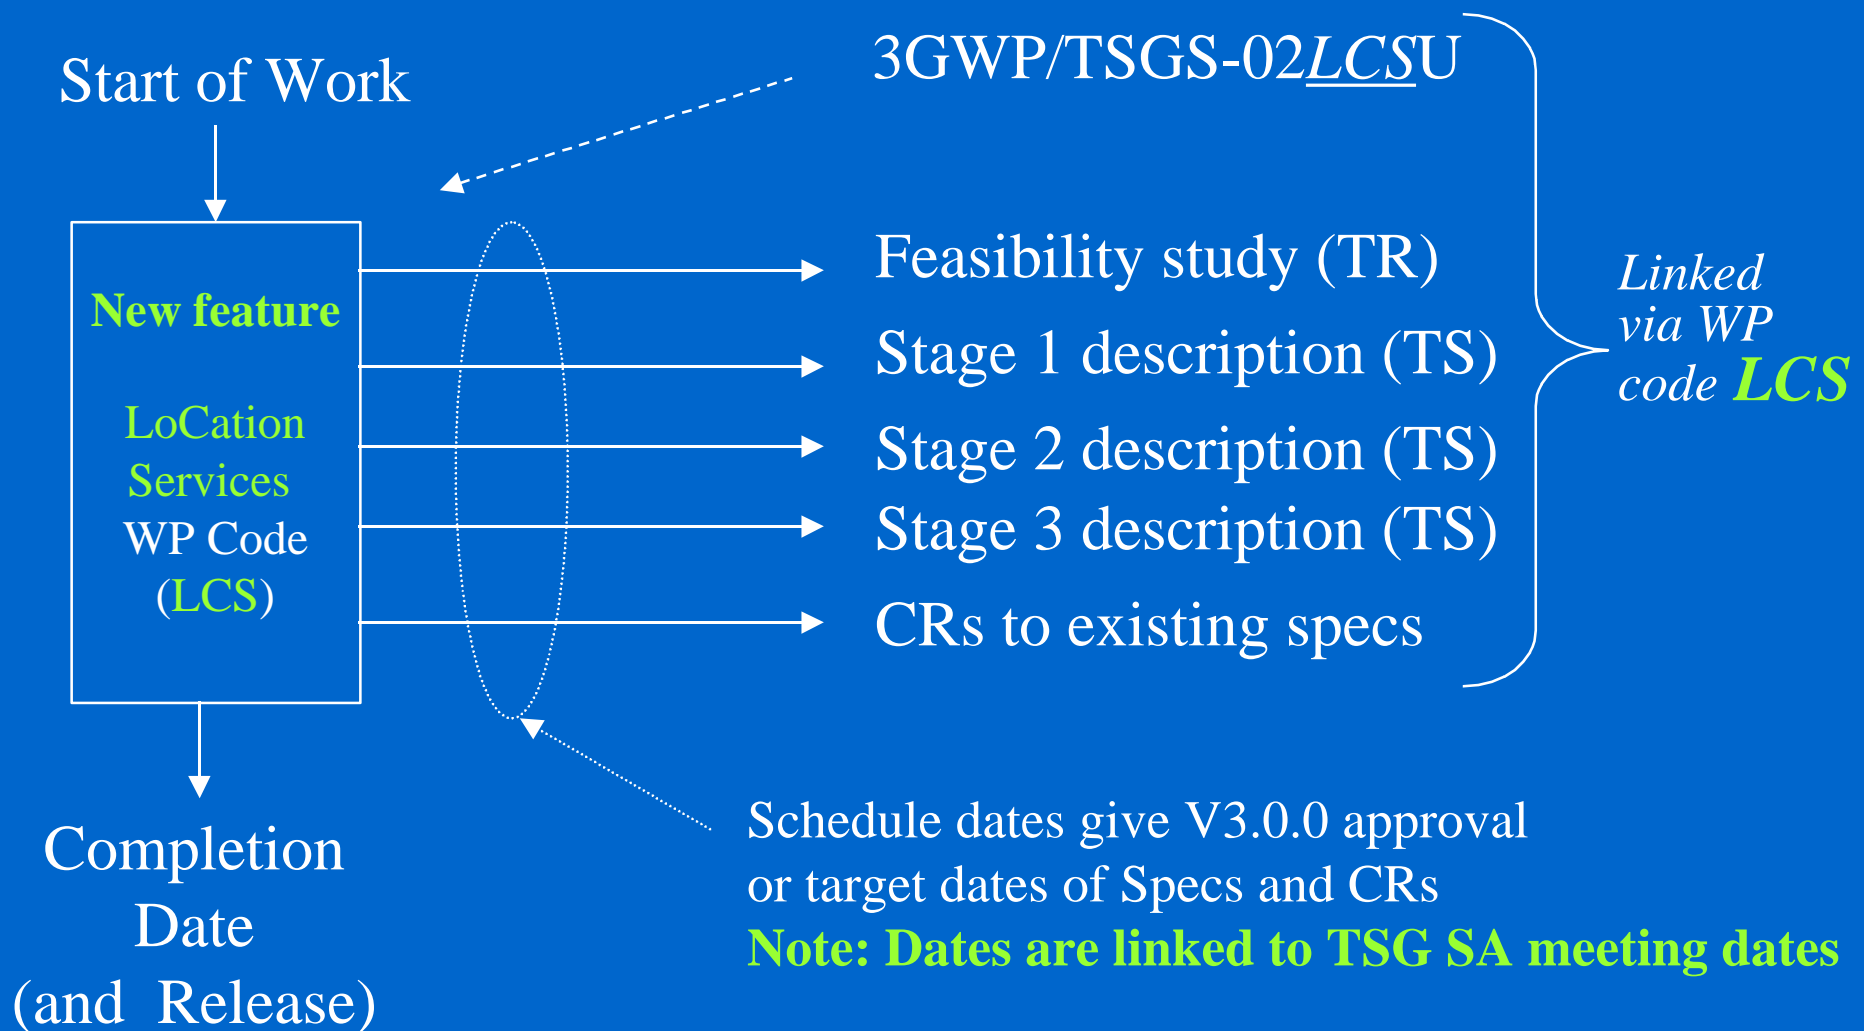 3GWP/TSGS-02LCSU
Start of Work
New feature
LoCation
Services
WP Code
(LCS)
Feasibility study (TR)
Stage 1 description (TS)
Stage 2 description (TS)
Stage 3 description (TS)
CRs to existing specs
Linked
via WP
code LCS
Completion
Date
(and Release)
Schedule dates give V3.0.0 approval
or target dates of Specs and CRs
Note: Dates are linked to TSG SA meeting dates